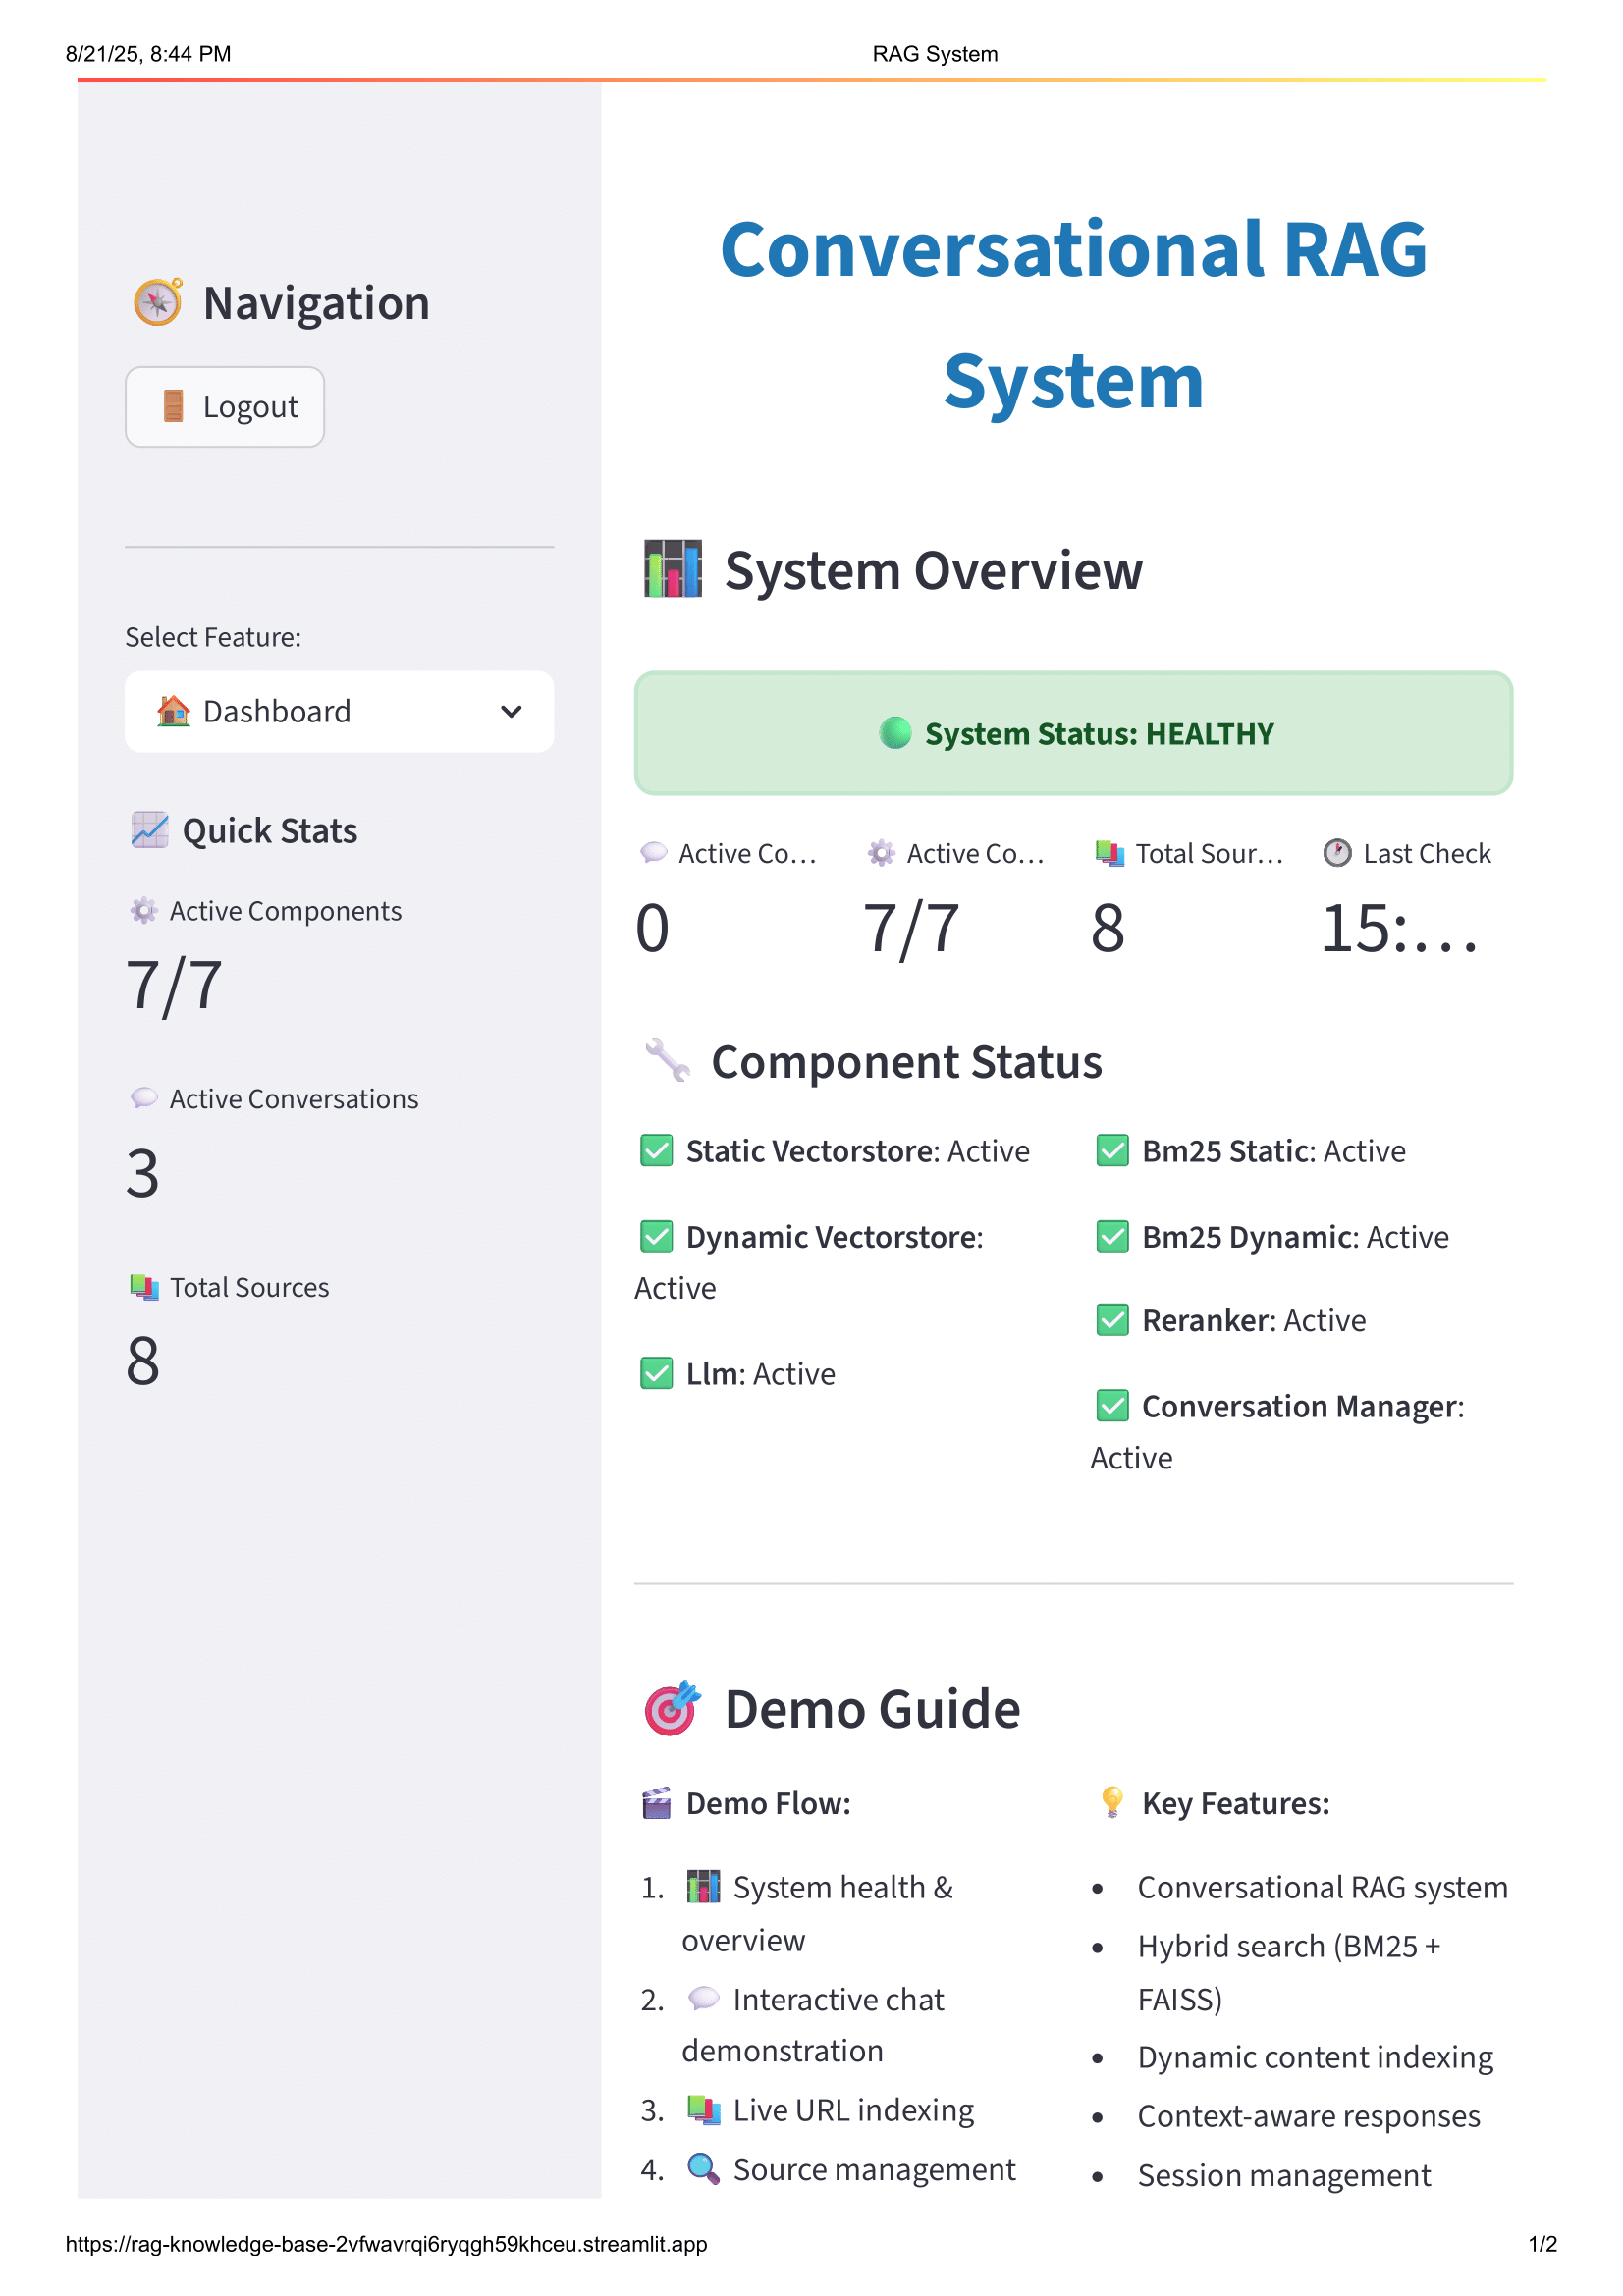 8/21/25, 8:44 PM
RAG System
Navigation
Logout
Select Feature:
Dashboard
Quick Stats
Active Components
7/7
Active Conversations
3
Total Sources
8
Conversational RAG
System
System Overview
System Status: HEALTHY
Active Co…
0
Active Co…
7/7
Total Sour…
8
Last Check
15:…
Component Status
Static Vectorstore: Active
Dynamic Vectorstore:
Active
Llm: Active
Bm25 Static: Active
Bm25 Dynamic: Active
Reranker: Active
Conversation Manager:
Active
Demo Guide
Demo Flow:
1. System health &
overview
2. Interactive chat
demonstration
3. Live URL indexing
4. Source management
Key Features:
• Conversational RAG system
• Hybrid search (BM25 +
FAISS)
• Dynamic content indexing
• Context-aware responses
• Session management
https://rag-knowledge-base-2vfwavrqi6ryqgh59khceu.streamlit.app
1/2